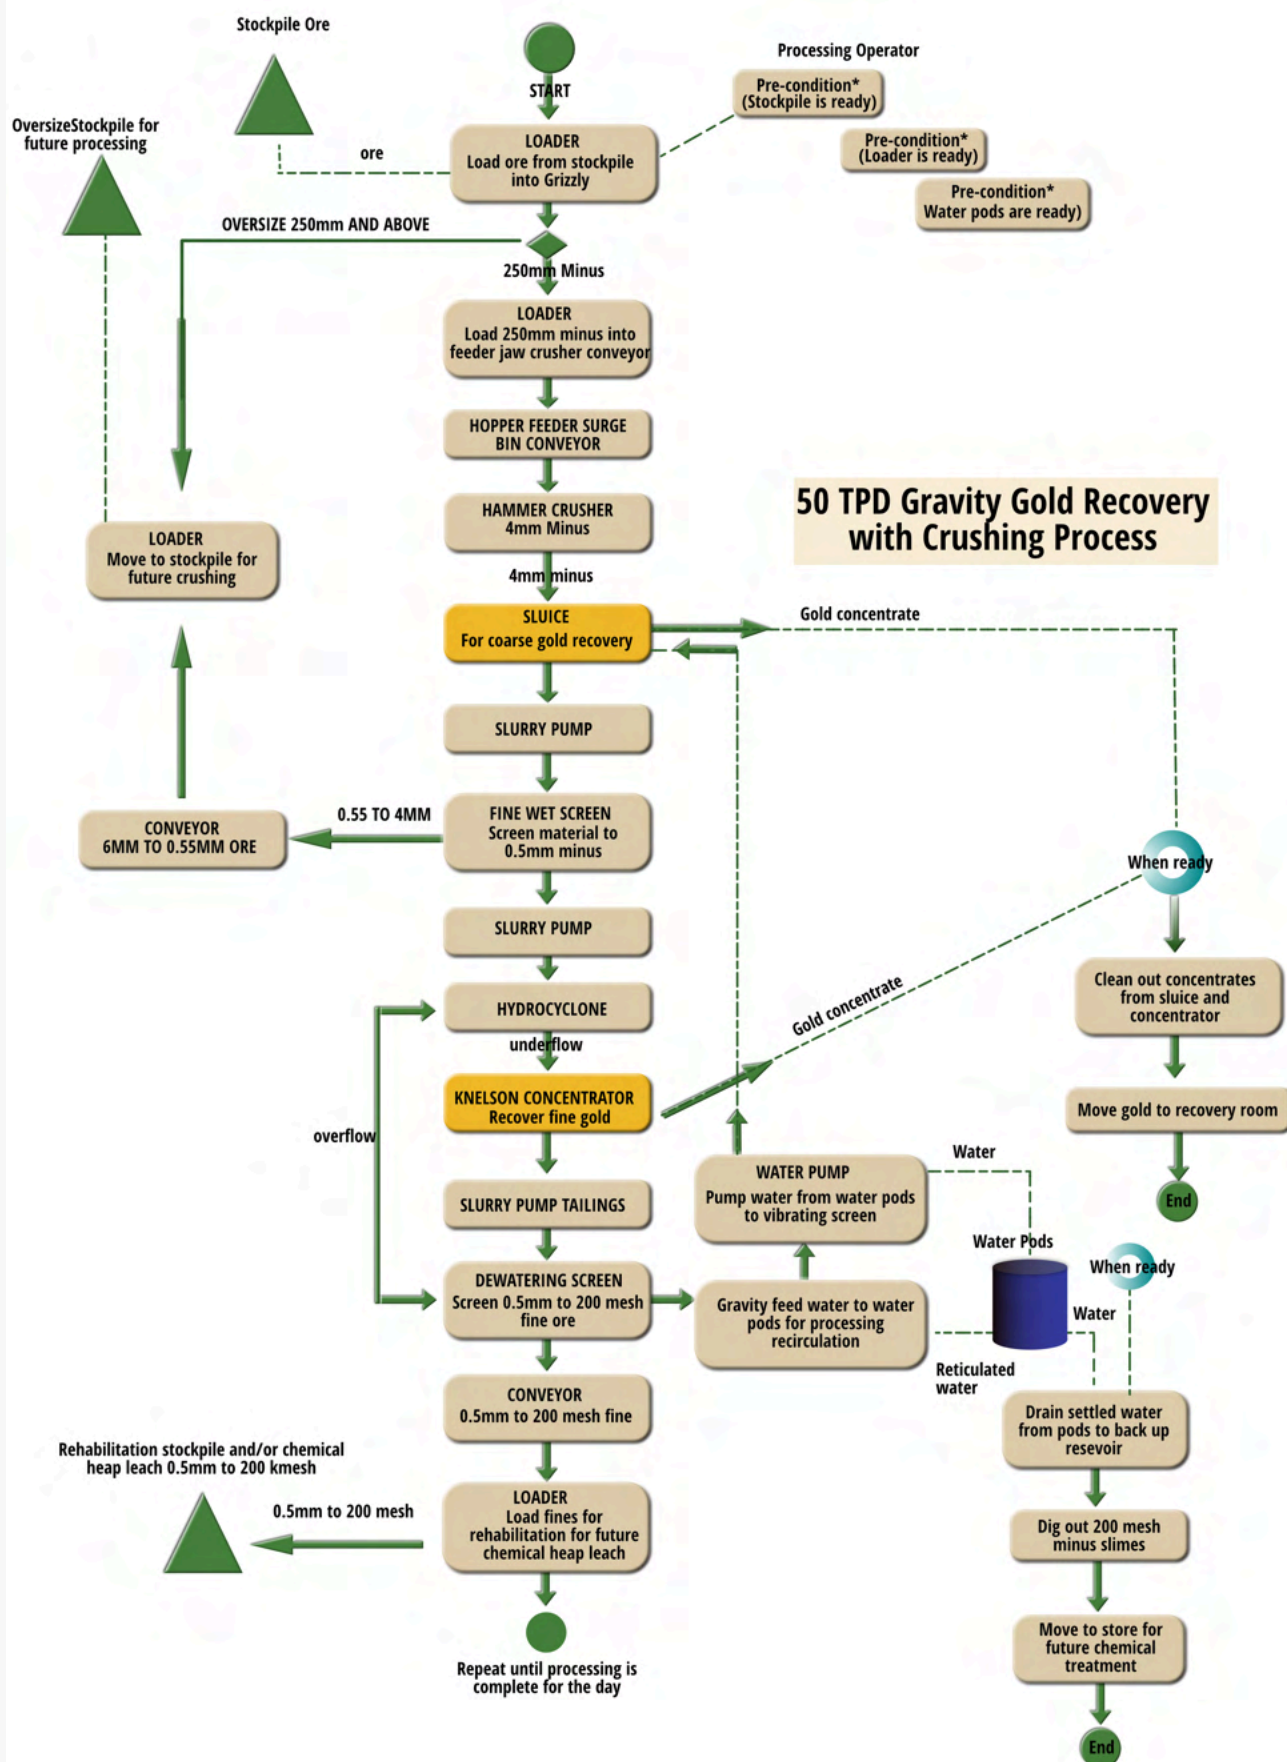 Stockpile Ore
START
Processing Operator
Pre-condition*
(Stockpile is ready)
Pre-condition*
(Loader is ready)
Pre-condition*
Water pods are ready)
OversizeStockpile for
future processing
ore
LOADER
Load ore from stockpile
into Grizzly
OVERSIZE 250mm AND ABOVE
250mm Minus
LOADER
Load 250mm minus into
feeder jaw crusher conveyor
HOPPER FEEDER SURGE
BIN CONVEYOR
HAMMER CRUSHER
4mm Minus
50 TPD Gravity Gold Recovery
with Crushing Process
LOADER
Move to stockpile for
future crushing
4mm minus
SLUICE
For coarse gold recovery
Gold concentrate
SLURRY PUMP
FINE WET SCREEN
Screen material to
0.5mm minus
0.55 TO 4MM
CONVEYOR
6MM TO 0.55MM ORE
When ready
SLURRY PUMP
HYDROCYCLONE
underflow
Gold concentrate
Clean out concentrates
from sluice and
concentrator
KNELSON CONCENTRATOR
Recover fine gold
Move gold to recovery room
overflow
End
WATER PUMP
Pump water from water pods
to vibrating screen
Water
SLURRY PUMP TAILINGS
Water Pods
When ready
DEWATERING SCREEN
Screen 0.5mm to 200 mesh
fine ore
Gravity feed water to water
pods for processing
recirculation
Water
Reticulated
water
CONVEYOR
0.5mm to 200 mesh fine
Drain settled water
from pods to back up
resevoir
Rehabilitation stockpile and/or chemical
heap leach 0.5mm to 200 kmesh
0.5mm to 200 mesh
LOADER
Load fines for
rehabilitation for future
chemical heap leach
Dig out 200 mesh
minus slimes
Repeat until processing is
complete for the day
Move to store for
future chemical
treatment
End